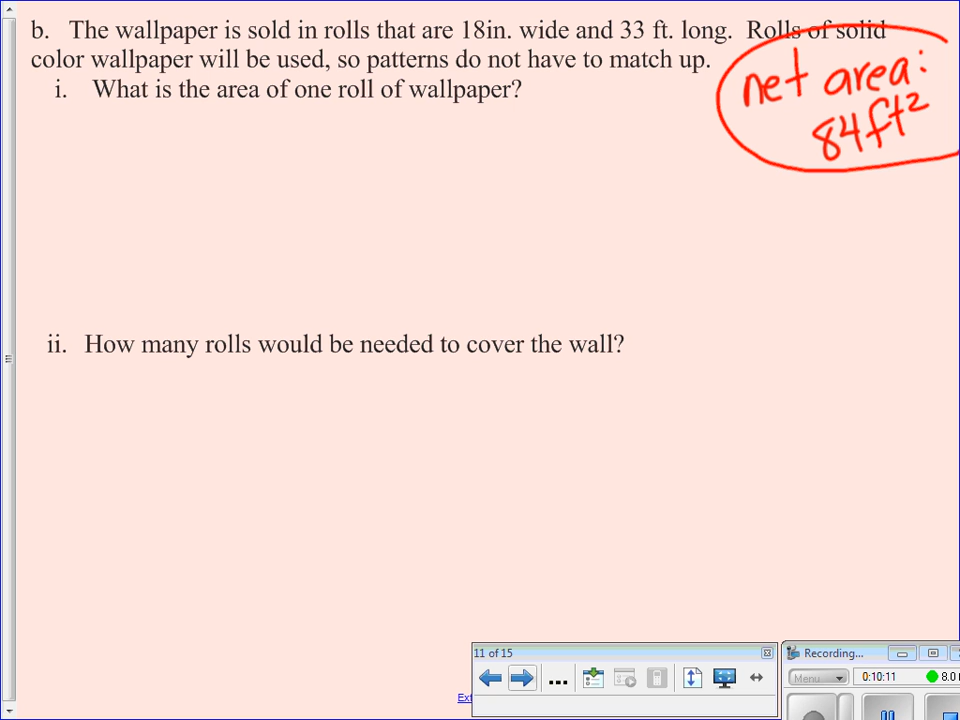 b. The wallpaper is sold in rolls that are 18in. wide and 33 ft. long. Rolls of solid
color wallpaper will be used, so patterns do not have to match up.
net area:
84ft²
i. What is the area of one roll of wallpaper?
ii. How many rolls would be needed to cover the wall?
11 of 15
Recording...
Menu
0:10:11
8.0
Ext